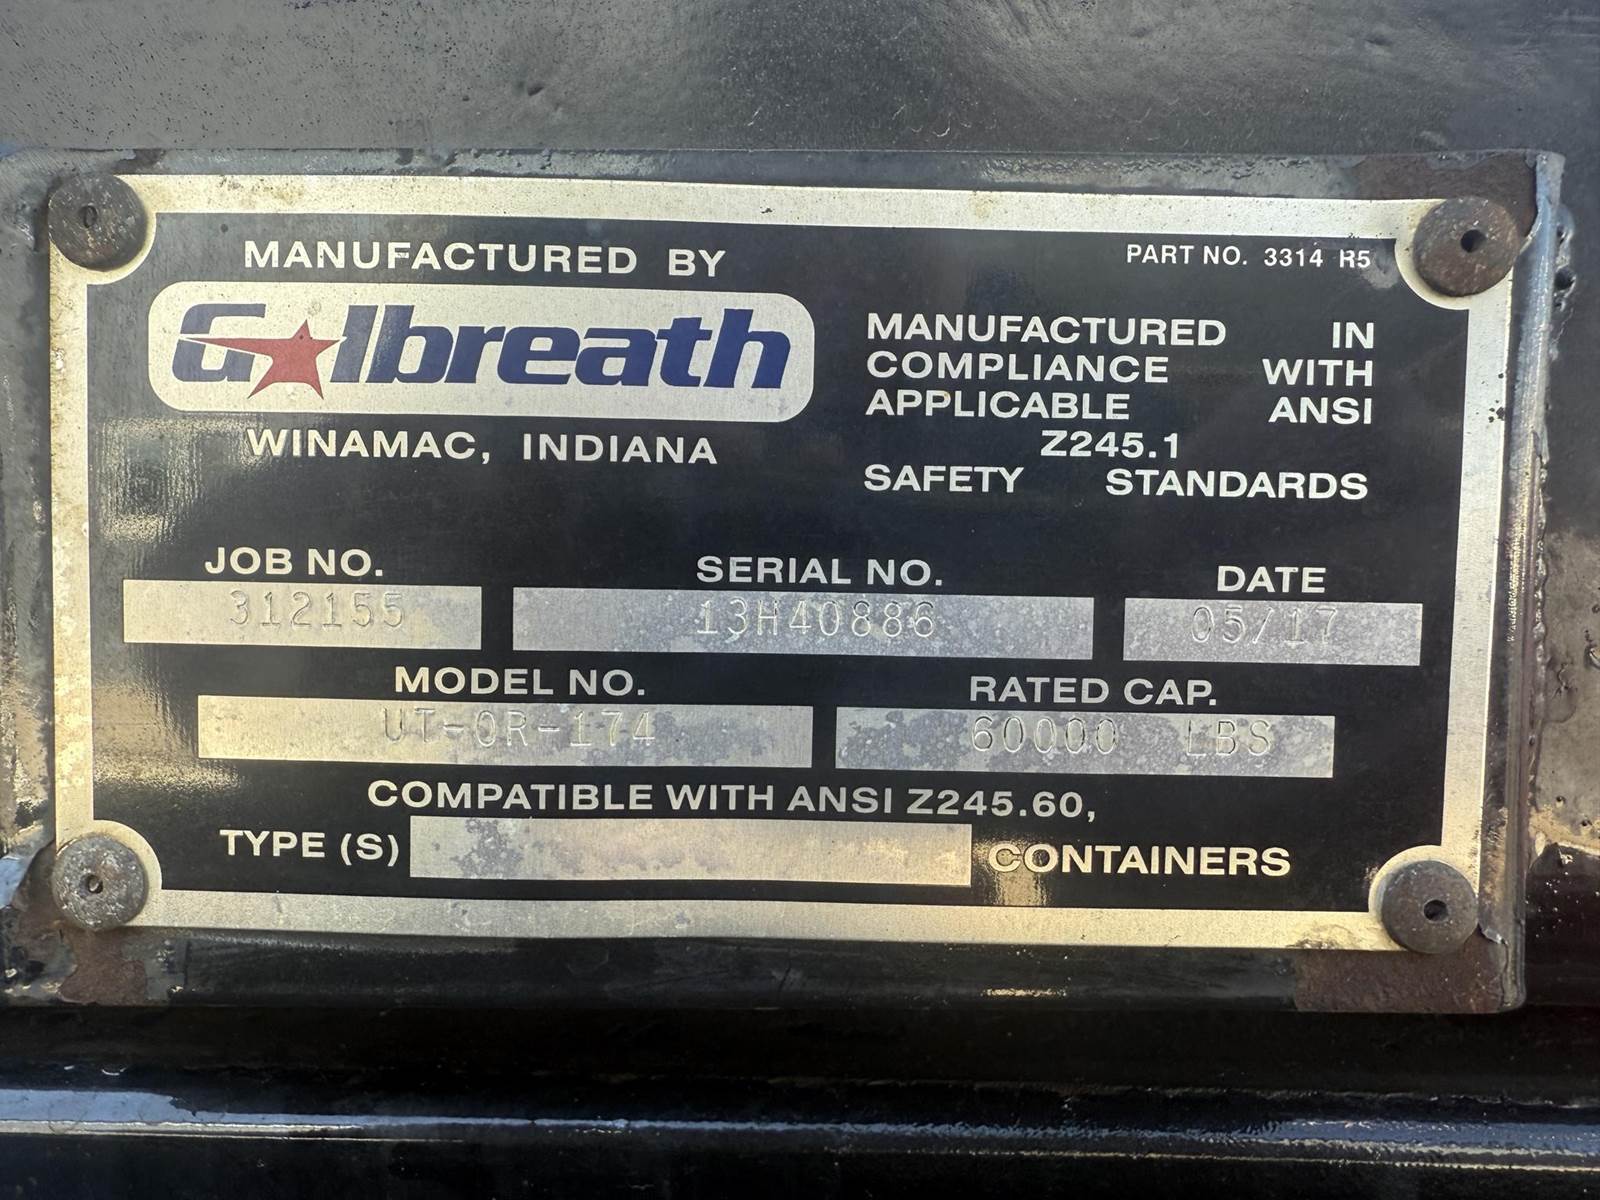 MANUFACTURED BY
Galbreath
WINAMAC, INDIANA
PART NO. 3314 R5
MANUFACTURED IN
COMPLIANCE WITH
APPLICABLE ANSI
Z245.1
SAFETY STANDARDS
JOB NO. SERIAL NO. DATE
312155 13H40886 05/17
MODEL NO. RATED CAP.
UT-OR-174 60000 LBS
COMPATIBLE WITH ANSI Z245.60,
TYPE (S) CONTAINERS